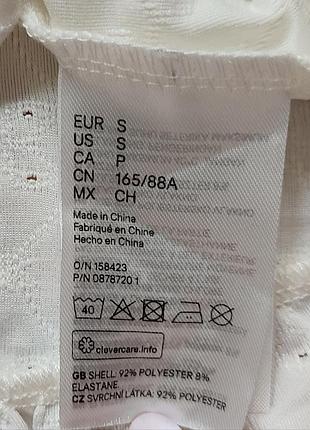 EUR S
US S
CA P
CN 165/88A
MX CH
Made in China
Fabriqué en Chine
Hecho en China
O/N 158423
P/N 0878720 1
40
clevercare.info
GB SHELL: 92% POLYESTER 8%
ELASTANE.
CZ SVRCHNÍ LÁTKA: 92% POLYESTER